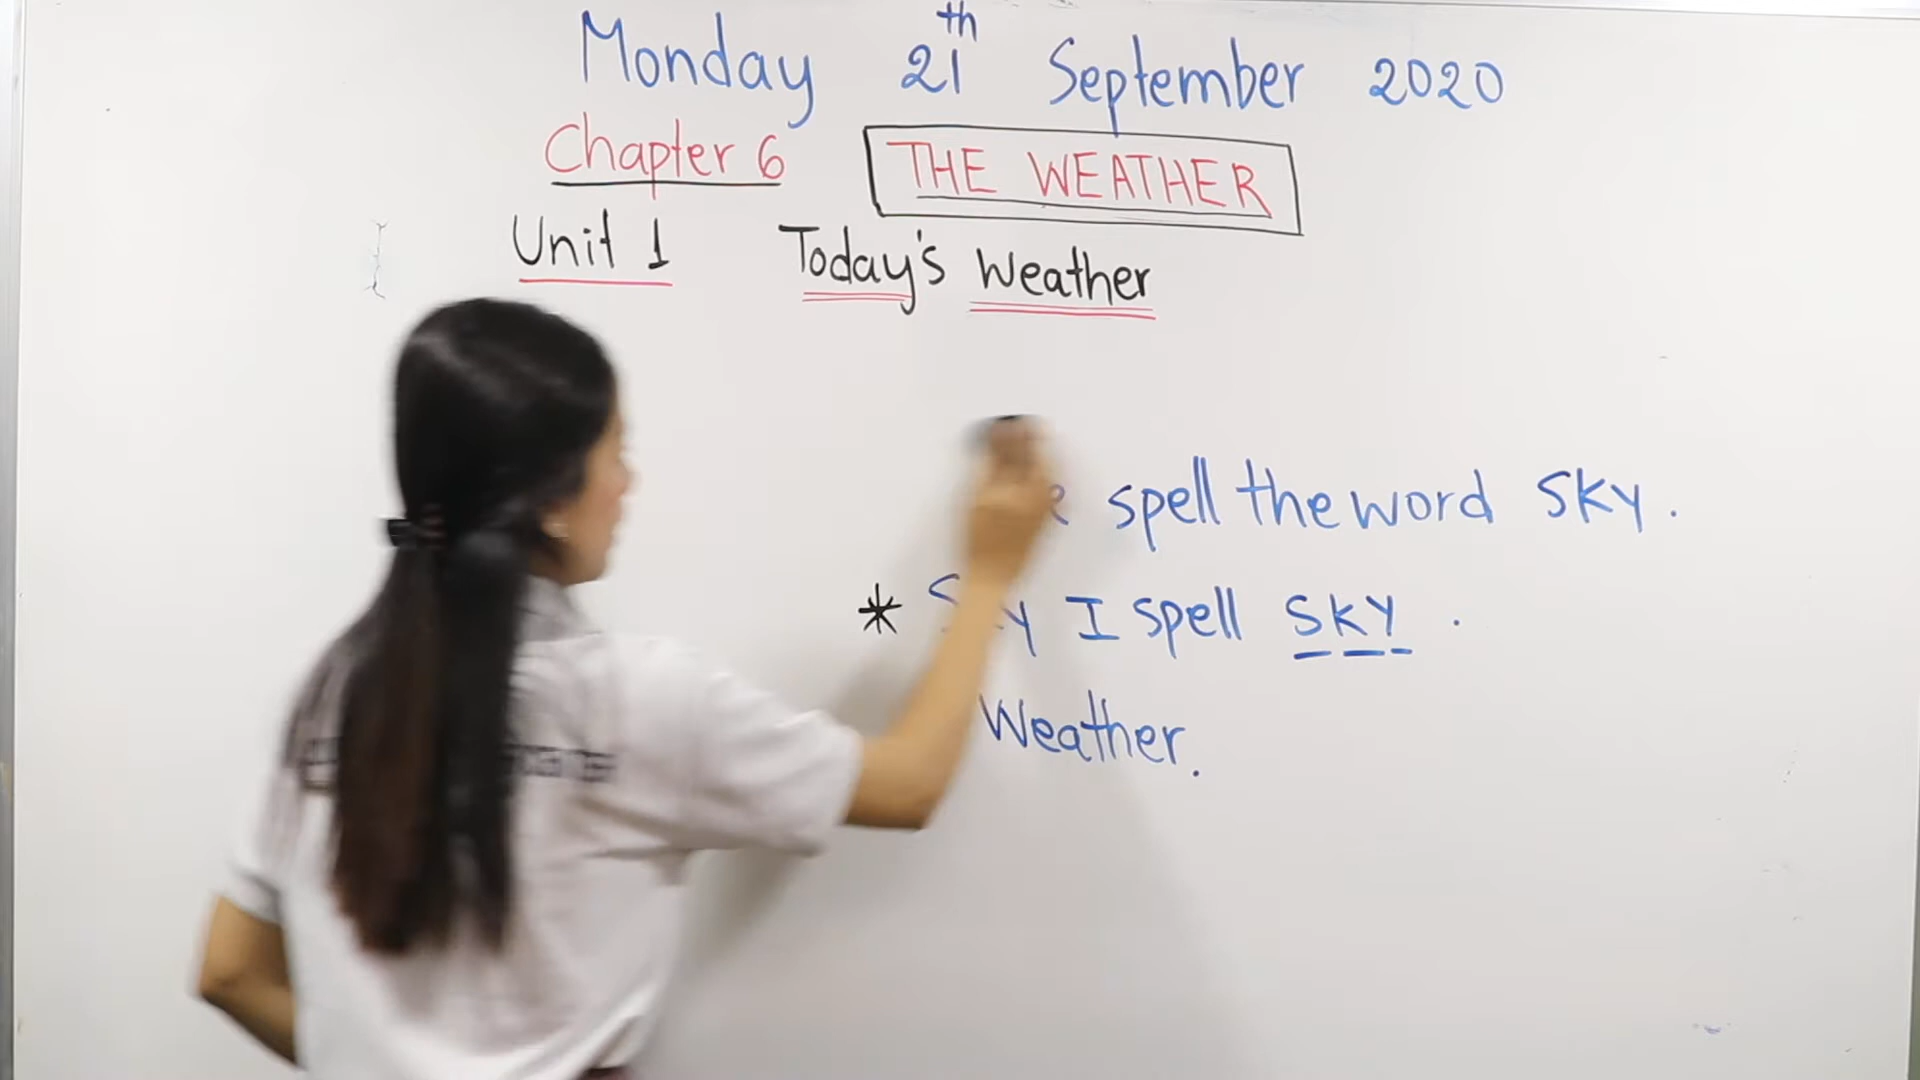 Monday 21th September 2020
Chapter 6 THE WEATHER
Unit 1 Today's Weather
spell the word SKY.
* I spell SKY.
Weather.